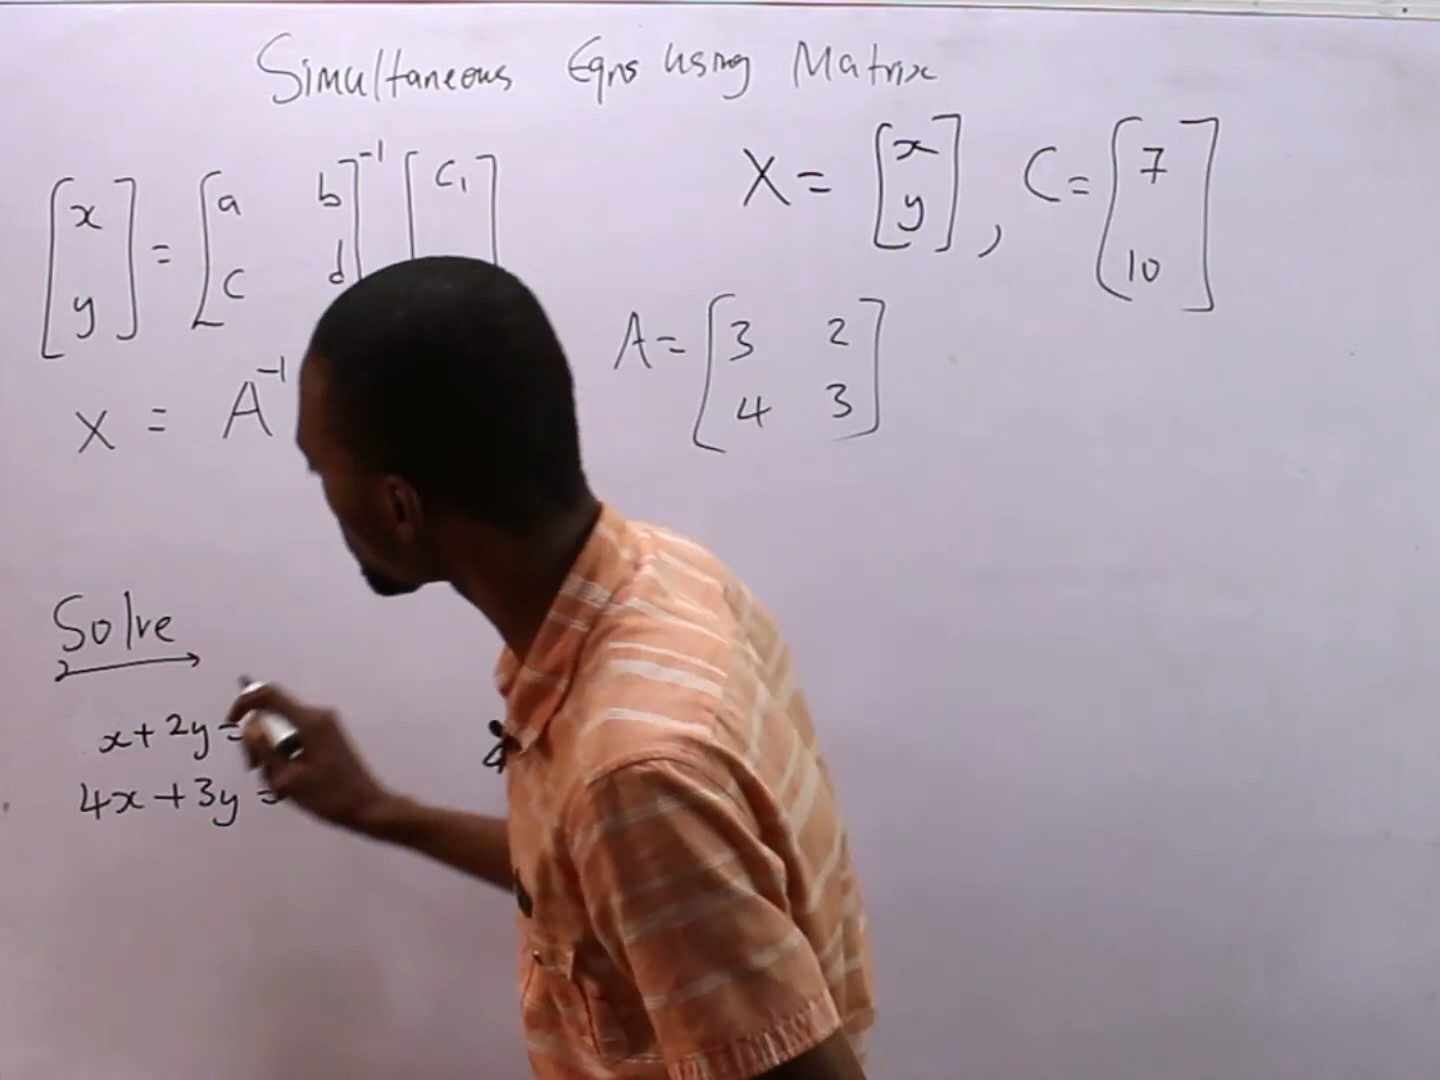 Simultaneous Eqns using Matrix
[x y] = [a b c d]⁻¹ [c₁
X = A⁻¹
X = [x y], C = [7 10]
A = [3 2 4 3]
Solve
x + 2y =
4x + 3y =